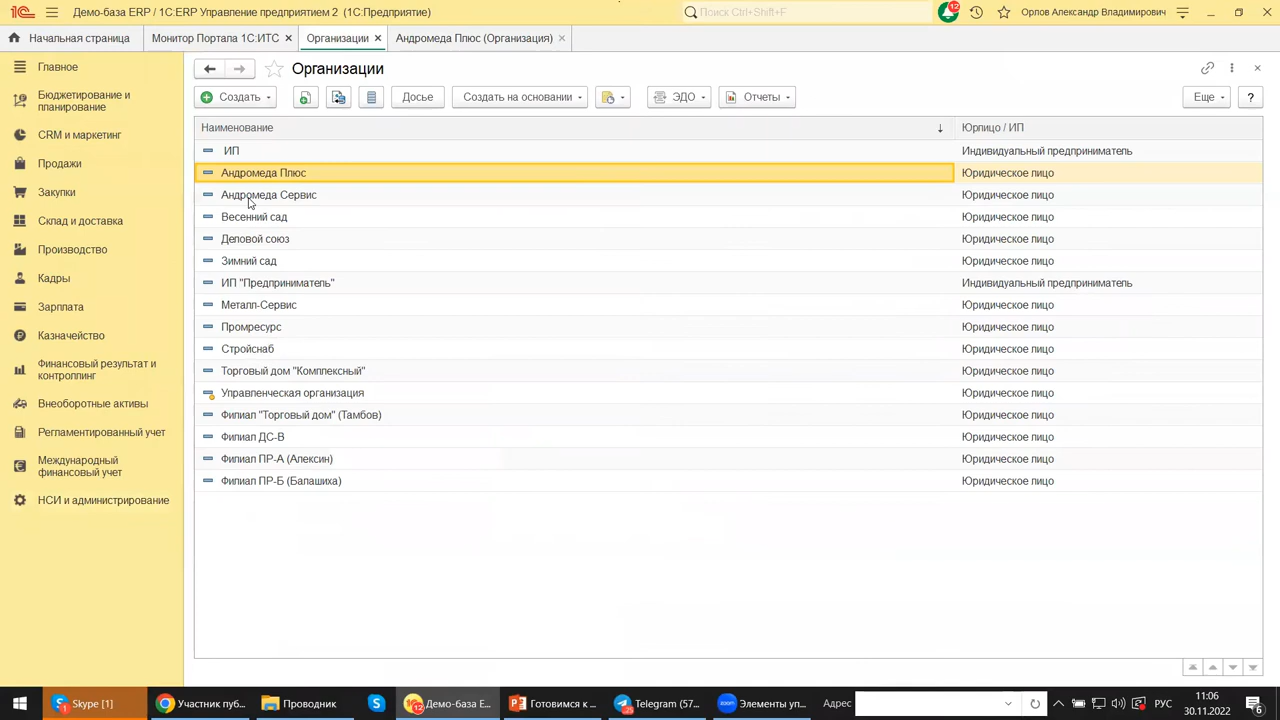 Демо-база ERP / 1C:ERP Управление предприятием 2 (1С:Предприятие)
Поиск Ctrl+Shift+F
12
Орлов Александр Владимирович
Начальная страница
Монитор Портала 1С:ИТС
Организации
Андромеда Плюс (Организация)
Главное
Бюджетирование и
планирование
CRM и маркетинг
Продажи
Закупки
Склад и доставка
Производство
Кадры
Зарплата
Казначейство
Финансовый результат и
контроллинг
Внеоборотные активы
Регламентированный учет
Международный
финансовый учет
НСИ и администрирование
Организации
Создать
Досье
Создать на основании
ЭДО
Отчеты
Еще
?
Наименование
Юрлицо / ИП
ИП
Индивидуальный предприниматель
Андромеда Плюс
Юридическое лицо
Андромеда Сервис
Юридическое лицо
Весенний сад
Юридическое лицо
Деловой союз
Юридическое лицо
Зимний сад
Юридическое лицо
ИП "Предприниматель"
Индивидуальный предприниматель
Металл-Сервис
Юридическое лицо
Промресурс
Юридическое лицо
Стройснаб
Юридическое лицо
Торговый дом "Комплексный"
Юридическое лицо
Управленческая организация
Юридическое лицо
Филиал "Торговый дом" (Тамбов)
Юридическое лицо
Филиал ДС-В
Юридическое лицо
Филиал ПР-А (Алексин)
Юридическое лицо
Филиал ПР-Б (Балашиха)
Юридическое лицо
Skype [1]
Участник пуб...
Проводник
Демо-база E...
Готовимся к ...
Telegram (57...
Элементы уп...
Адрес
РУС
11:06
30.11.2022
6